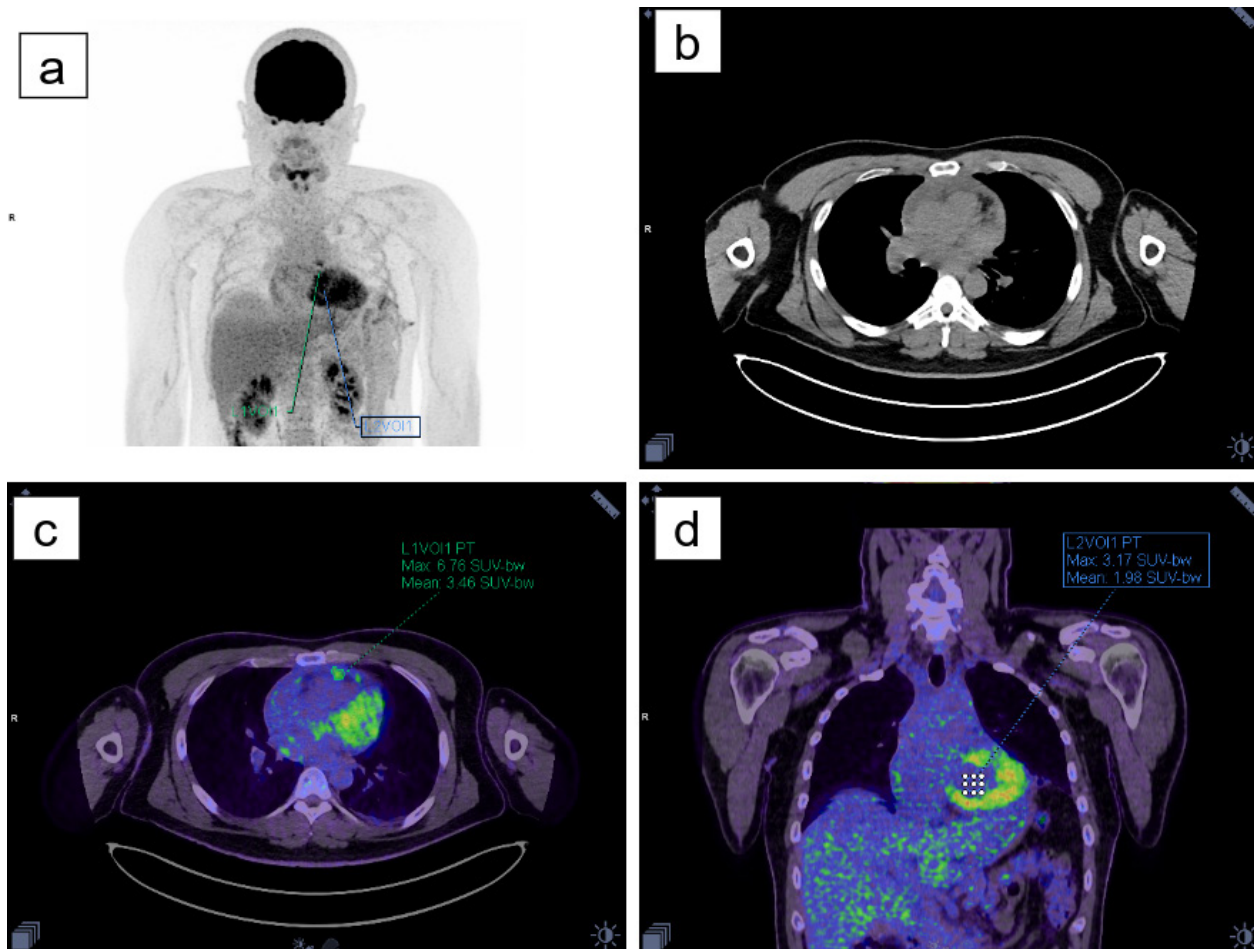 a
R
L1VOI1
L2VOI1
b
R
c
L1VOI1 PT
Max: 6.76 SUV-bw
Mean: 3.46 SUV-bw
R
d
L2VOI1 PT
Max: 3.17 SUV-bw
Mean: 1.98 SUV-bw
R